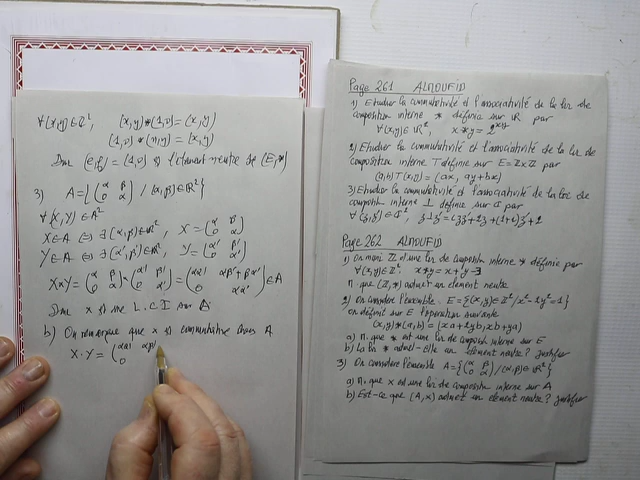 ∀(x,y)∈ℤ², (x,y)*(1,0)=(x,y)
(1,0)*(x,y)=(x,y)
Donc (e,f)=(1,0) est l'élément neutre de (E,*)
3) A={(α β / 0 α) / (α,β)∈ℝ²}
∀(X,Y)∈A²
X∈A ⇔ ∃(α,β)∈ℝ², X=(α β / 0 α)
Y∈A ⇔ ∃(α',β')∈ℝ², Y=(α' β' / 0 α')
X×Y=(α β / 0 α)×(α' β' / 0 α')=(αα' αβ'+βα' / 0 αα')∈A
Donc × est une L.C.I dans A
b) On remarque que × est commutative dans A
X·Y=(αα' αβ' / 0
Page 261 ALMOUFID
1) Etudier la commutativité et l'associativité de la loi de
composition interne * définie sur ℝ par
∀(x,y)∈ℝ², x*y=2^xy
2) Etudier la commutativité et l'associativité de la loi de
composition interne T définie sur E=ℤ×ℤ par
(a,b)T(x,y)=(ax, ay+bx)
3) Etudier la commutativité et l'associativité de la loi de
composit interne ⊥ définie sur ℂ par
Page 262 ALMOUFID
1) On muni ℤ d'une loi de composit interne * définie par
∀(x,y)∈ℤ² x*y=x+y-3
M. que (ℤ,*) admet un élément neutre
2) On considère l'ensemble E={(x,y)∈ℤ²/x²-2y²=1}
On définit sur E l'opération suivante
(x,y)*(a,b)=(xa+2yb; xb+ya)
a) M. que * est une loi de composit interne sur E
b) La loi * admet-elle un élément neutre? justifier
3) On considère l'ensemble A={(α β / 0 α) / (α,β)∈ℝ²}
a) M. que × est une loi de composition interne sur A
b) Est-ce que (A,×) admet un élément neutre? justifier